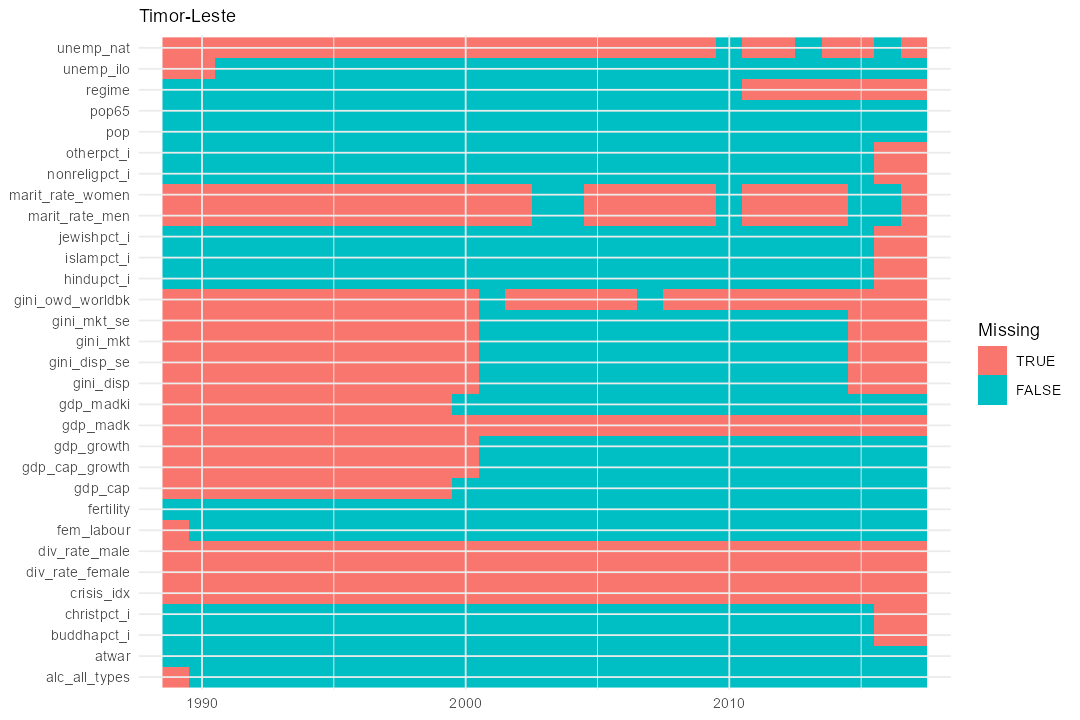 Timor-Leste
unemp_nat
unemp_ilo
regime
pop65
pop
otherpct_i
nonreligpct_i
marit_rate_women
marit_rate_men
jewishpct_i
islampct_i
hindupct_i
gini_owd_worldbk
gini_mkt_se
gini_mkt
gini_disp_se
gini_disp
gdp_madki
gdp_madk
gdp_growth
gdp_cap_growth
gdp_cap
fertility
fem_labour
div_rate_male
div_rate_female
crisis_idx
christpct_i
buddhapct_i
atwar
alc_all_types
1990 2000 2010
Missing
TRUE
FALSE